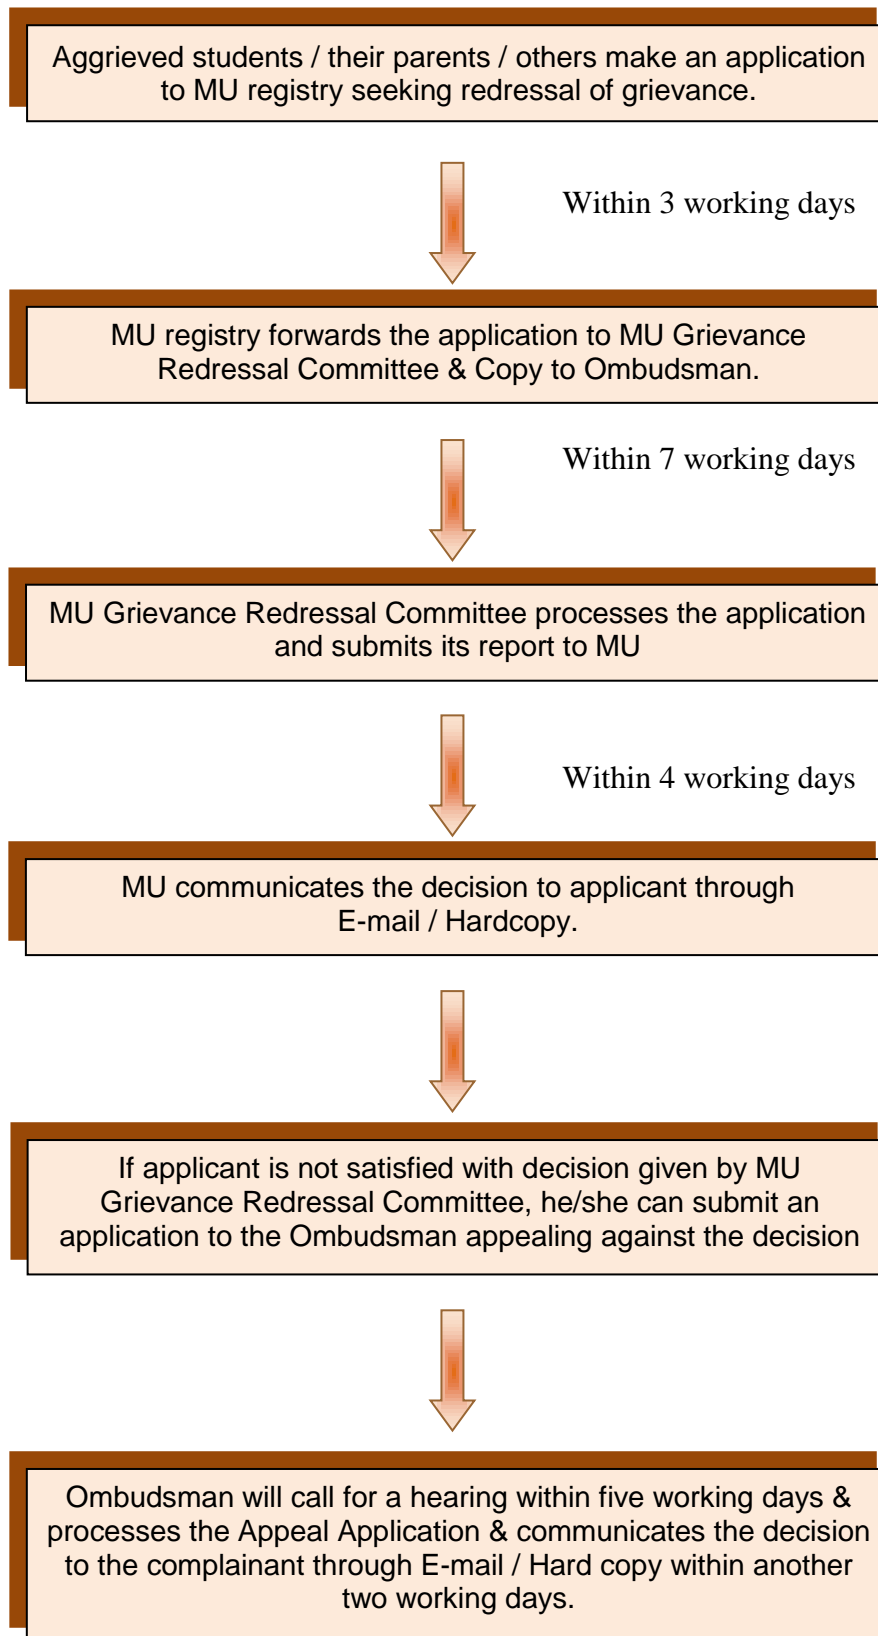 Aggrieved students / their parents / others make an application
to MU registry seeking redressal of grievance.
Within 3 working days
MU registry forwards the application to MU Grievance
Redressal Committee & Copy to Ombudsman.
Within 7 working days
MU Grievance Redressal Committee processes the application
and submits its report to MU
Within 4 working days
MU communicates the decision to applicant through
E-mail / Hardcopy.
If applicant is not satisfied with decision given by MU
Grievance Redressal Committee, he/she can submit an
application to the Ombudsman appealing against the decision
Ombudsman will call for a hearing within five working days &
processes the Appeal Application & communicates the decision
to the complainant through E-mail / Hard copy within another
two working days.